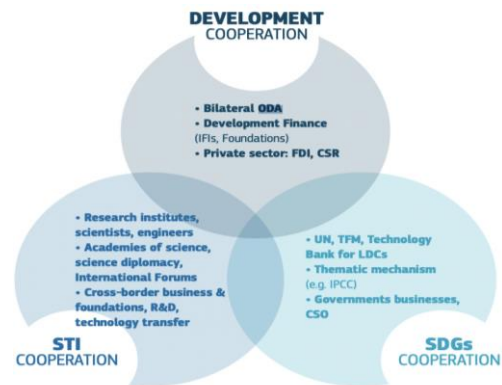 DEVELOPMENT
COOPERATION
• Bilateral ODA
• Development Finance
(IFIs, Foundations)
• Private sector: FDI, CSR
• Research institutes,
scientists, engineers
• Academies of science,
science diplomacy,
International Forums
• Cross-border business &
foundations, R&D,
technology transfer
• UN, TFM, Technology
Bank for LDCs
• Thematic mechanism
(e.g. IPCC)
• Governments businesses,
CSO
STI
COOPERATION
SDGs
COOPERATION